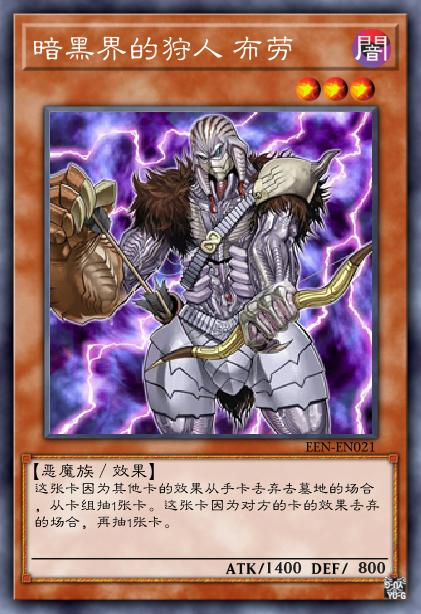 暗黑界的狩人 布劳
闇
EEN-EN021
【恶魔族／效果】
这张卡因为其他卡的效果从手卡丢弃去墓地的场合，
从卡组抽1张卡。这张卡因为对方的卡的效果丢弃
的场合，再抽1张卡。
ATK/1400 DEF/ 800